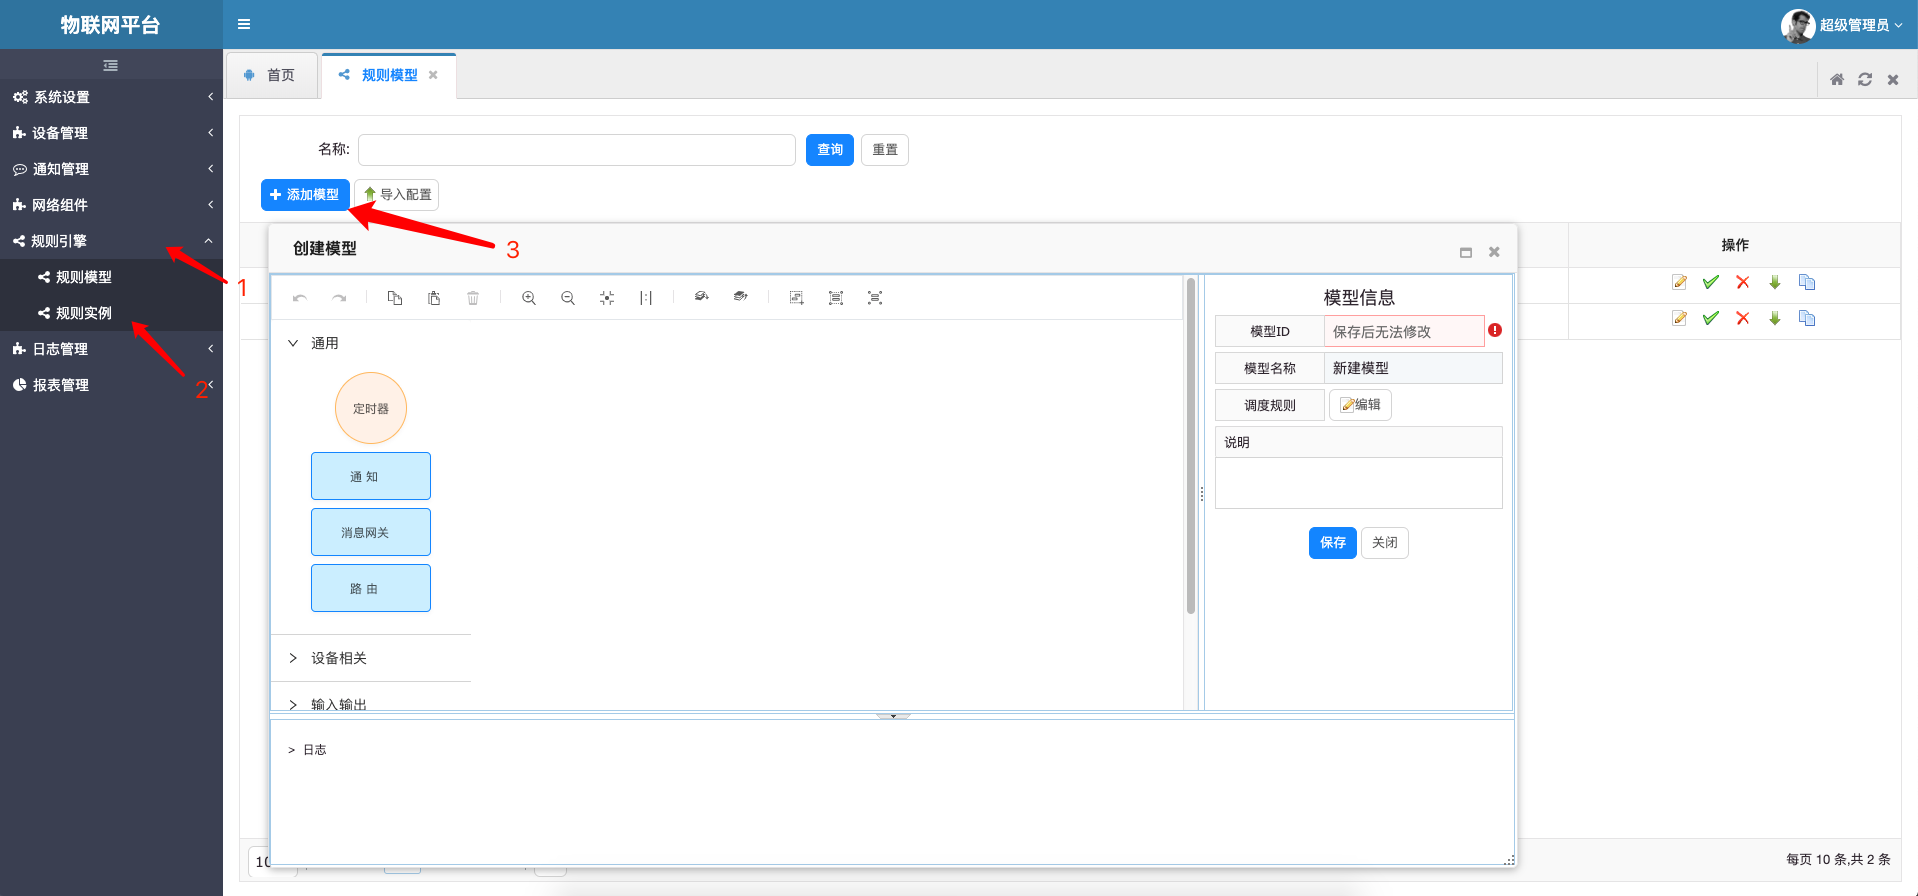 物联网平台
超级管理员
系统设置
设备管理
通知管理
网络组件
规则引擎
规则模型
规则实例
日志管理
报表管理
1
2
首页
规则模型
名称:
查询
重置
添加模型
导入配置
3
操作
创建模型
通用
定时器
通 知
消息网关
路 由
设备相关
输入输出
模型信息
模型ID
保存后无法修改
模型名称
新建模型
调度规则
编辑
说明
保存
关闭
> 日志
10
每页 10 条,共 2 条